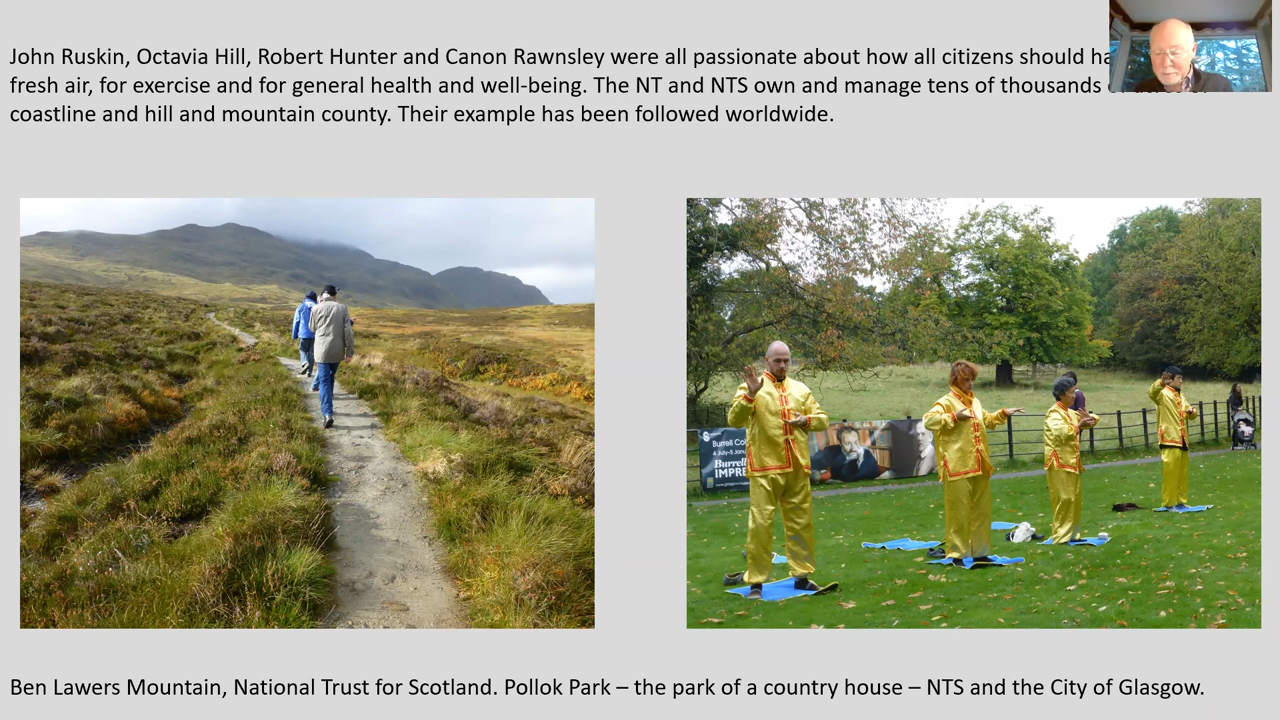 John Ruskin, Octavia Hill, Robert Hunter and Canon Rawnsley were all passionate about how all citizens should
fresh air, for exercise and for general health and well-being. The NT and NTS own and manage tens of thousands
coastline and hill and mountain county. Their example has been followed worldwide.
Burrell
Burrell
Ben Lawers Mountain, National Trust for Scotland. Pollok Park – the park of a country house – NTS and the City of Glasgow.